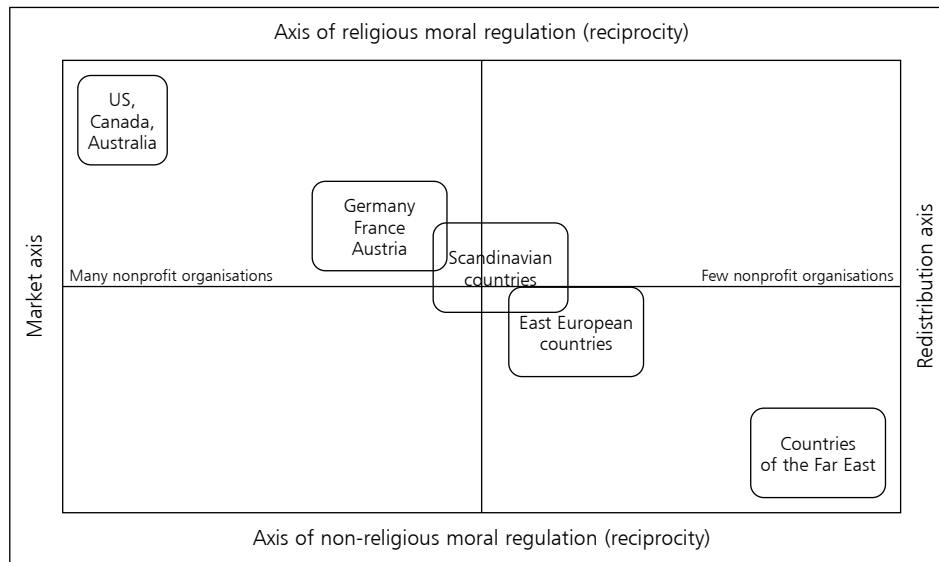 Axis of religious moral regulation (reciprocity)
US,
Canada,
Australia
Germany
France
Austria
Scandinavian
countries
Market axis
Many nonprofit organisations
Few nonprofit organisations
Redistribution axis
East European
countries
Countries
of the Far East
Axis of non-religious moral regulation (reciprocity)